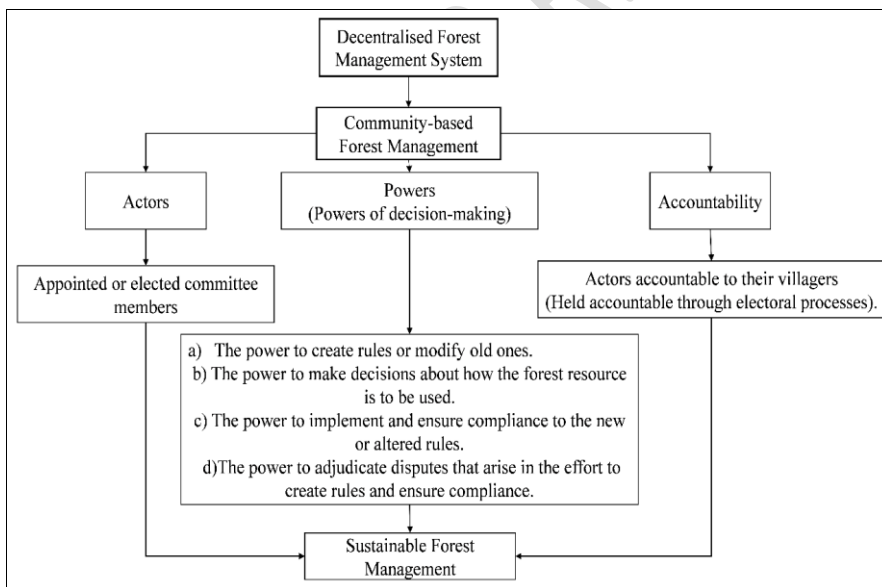 Decentralised Forest
Management System
Community-based
Forest Management
Actors
Powers
(Powers of decision-making)
Accountability
Appointed or elected committee
members
Actors accountable to their villagers
(Held accountable through electoral processes).
a) The power to create rules or modify old ones.
b) The power to make decisions about how the forest resource
is to be used.
c) The power to implement and ensure compliance to the new
or altered rules.
d)The power to adjudicate disputes that arise in the effort to
create rules and ensure compliance.
Sustainable Forest
Management